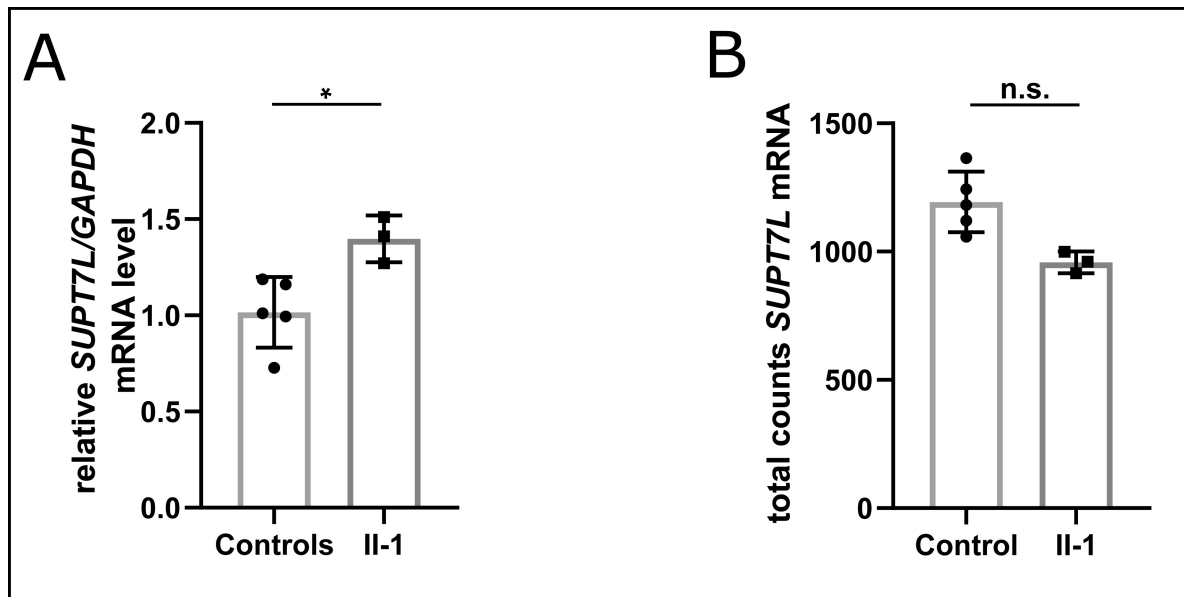 A
*
relative SUPT7L/GAPDH
mRNA level
2.0
1.5
1.0
0.5
0.0
Controls II-1
B
n.s.
total counts SUPT7L mRNA
1500
1000
500
0
Control II-1